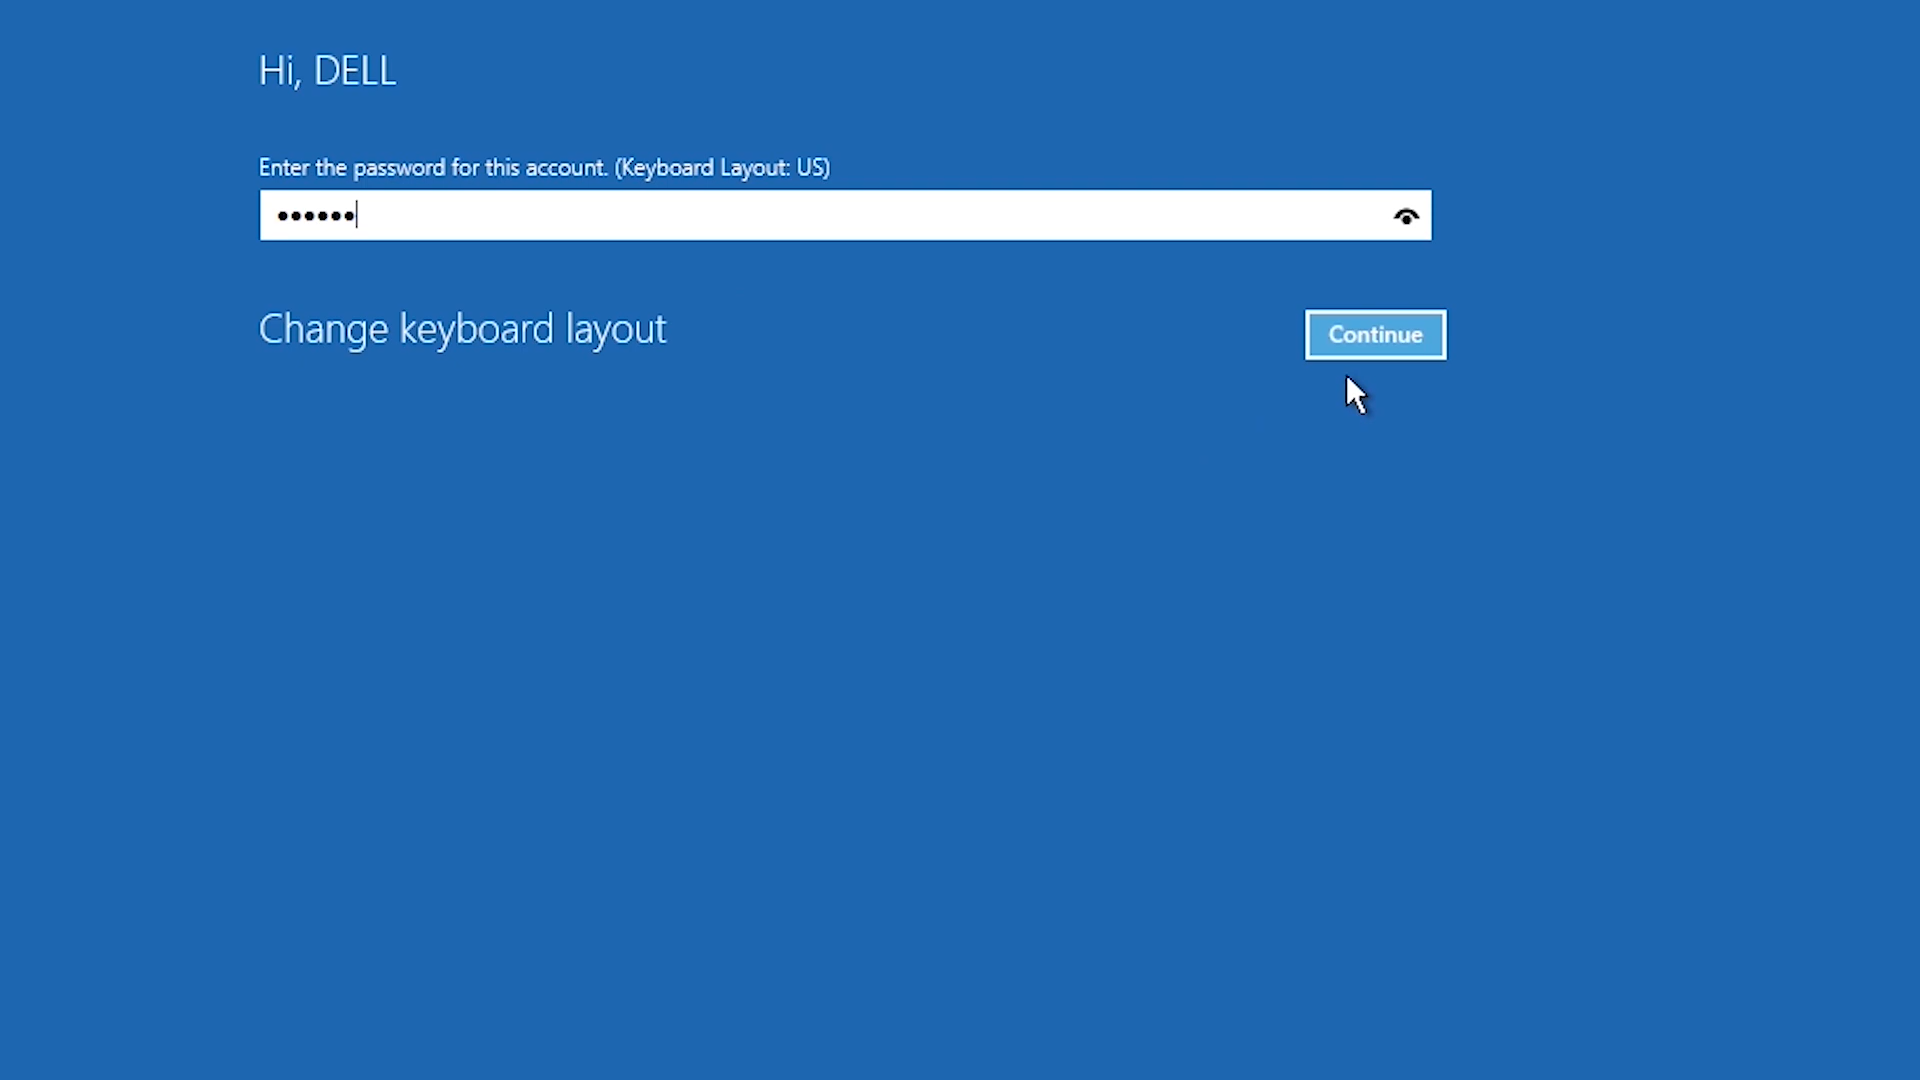 Hi, DELL
Enter the password for this account. (Keyboard Layout: US)
••••••
Change keyboard layout
Continue